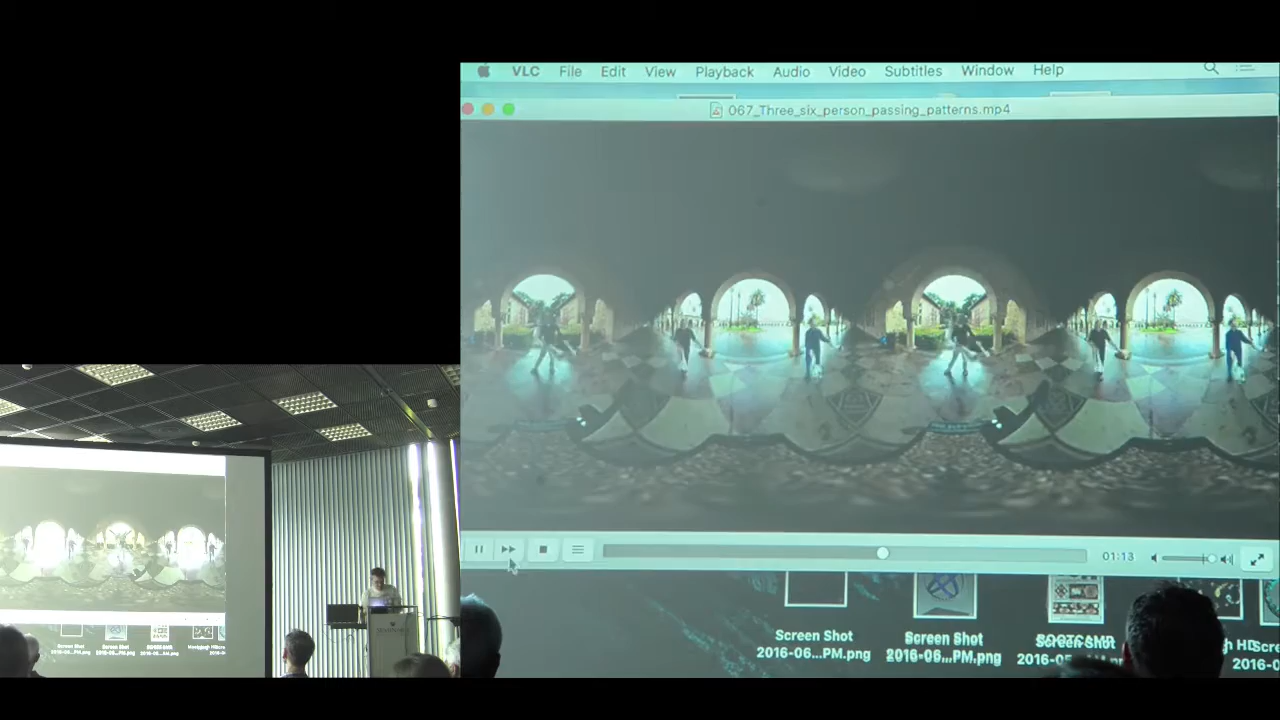 VLC File Edit View Playback Audio Video Subtitles Window Help
067_Three_six_person_passing_patterns.mp4
01:13
Screen Shot
2016-06...PM.png
Screen Shot
2016-06...PM.png